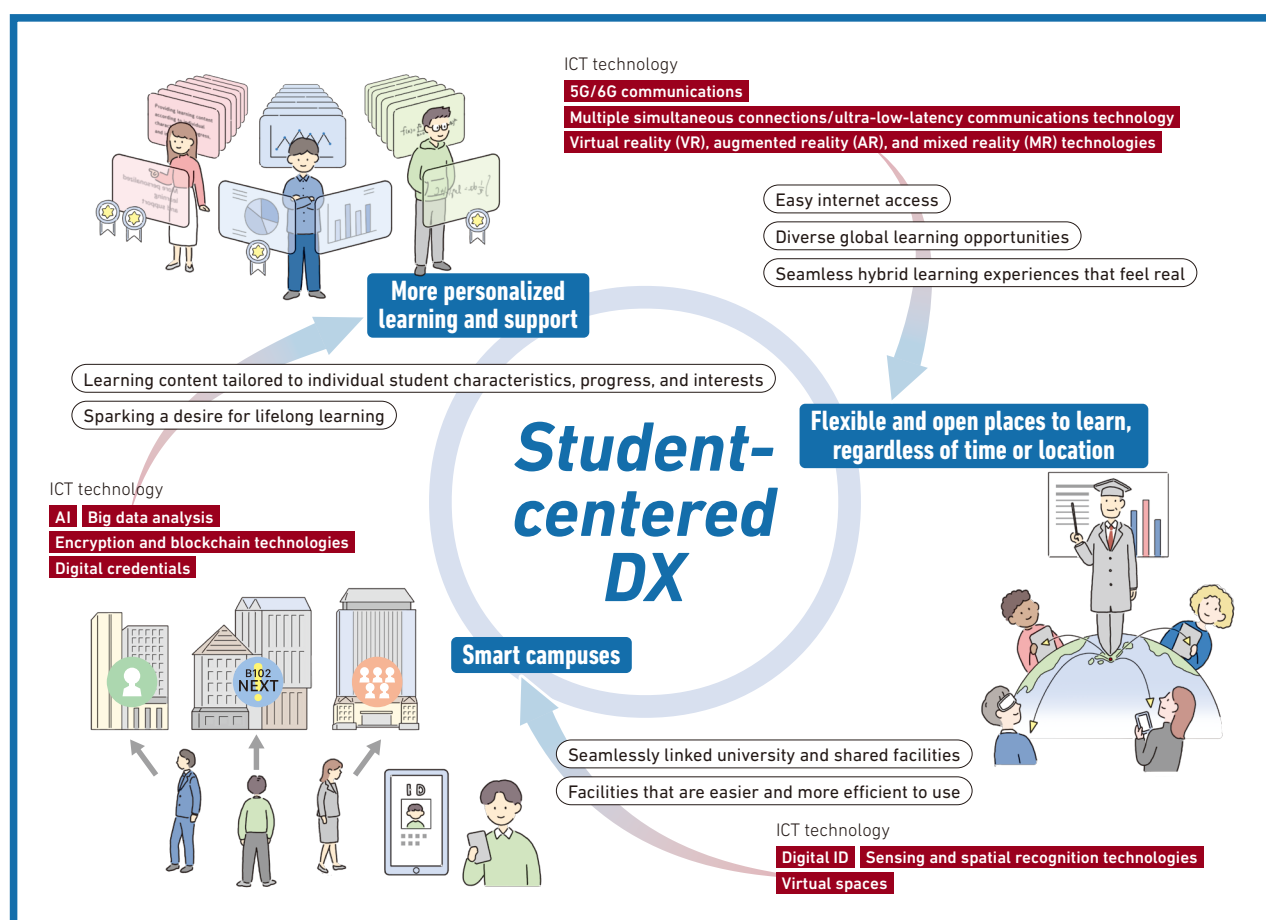 ICT technology
5G/6G communications
Multiple simultaneous connections/ultra-low-latency communications technology
Virtual reality (VR), augmented reality (AR), and mixed reality (MR) technologies
Easy internet access
Diverse global learning opportunities
Seamless hybrid learning experiences that feel real
Providing learning content
according to individual
More personalized
learning and support
Learning content tailored to individual student characteristics, progress, and interests
Sparking a desire for lifelong learning
Flexible and open places to learn,
regardless of time or location
Student-
centered
DX
ICT technology
AI Big data analysis
Encryption and blockchain technologies
Digital credentials
Smart campuses
B102
NEXT
ID
Seamlessly linked university and shared facilities
Facilities that are easier and more efficient to use
ICT technology
Digital ID Sensing and spatial recognition technologies
Virtual spaces